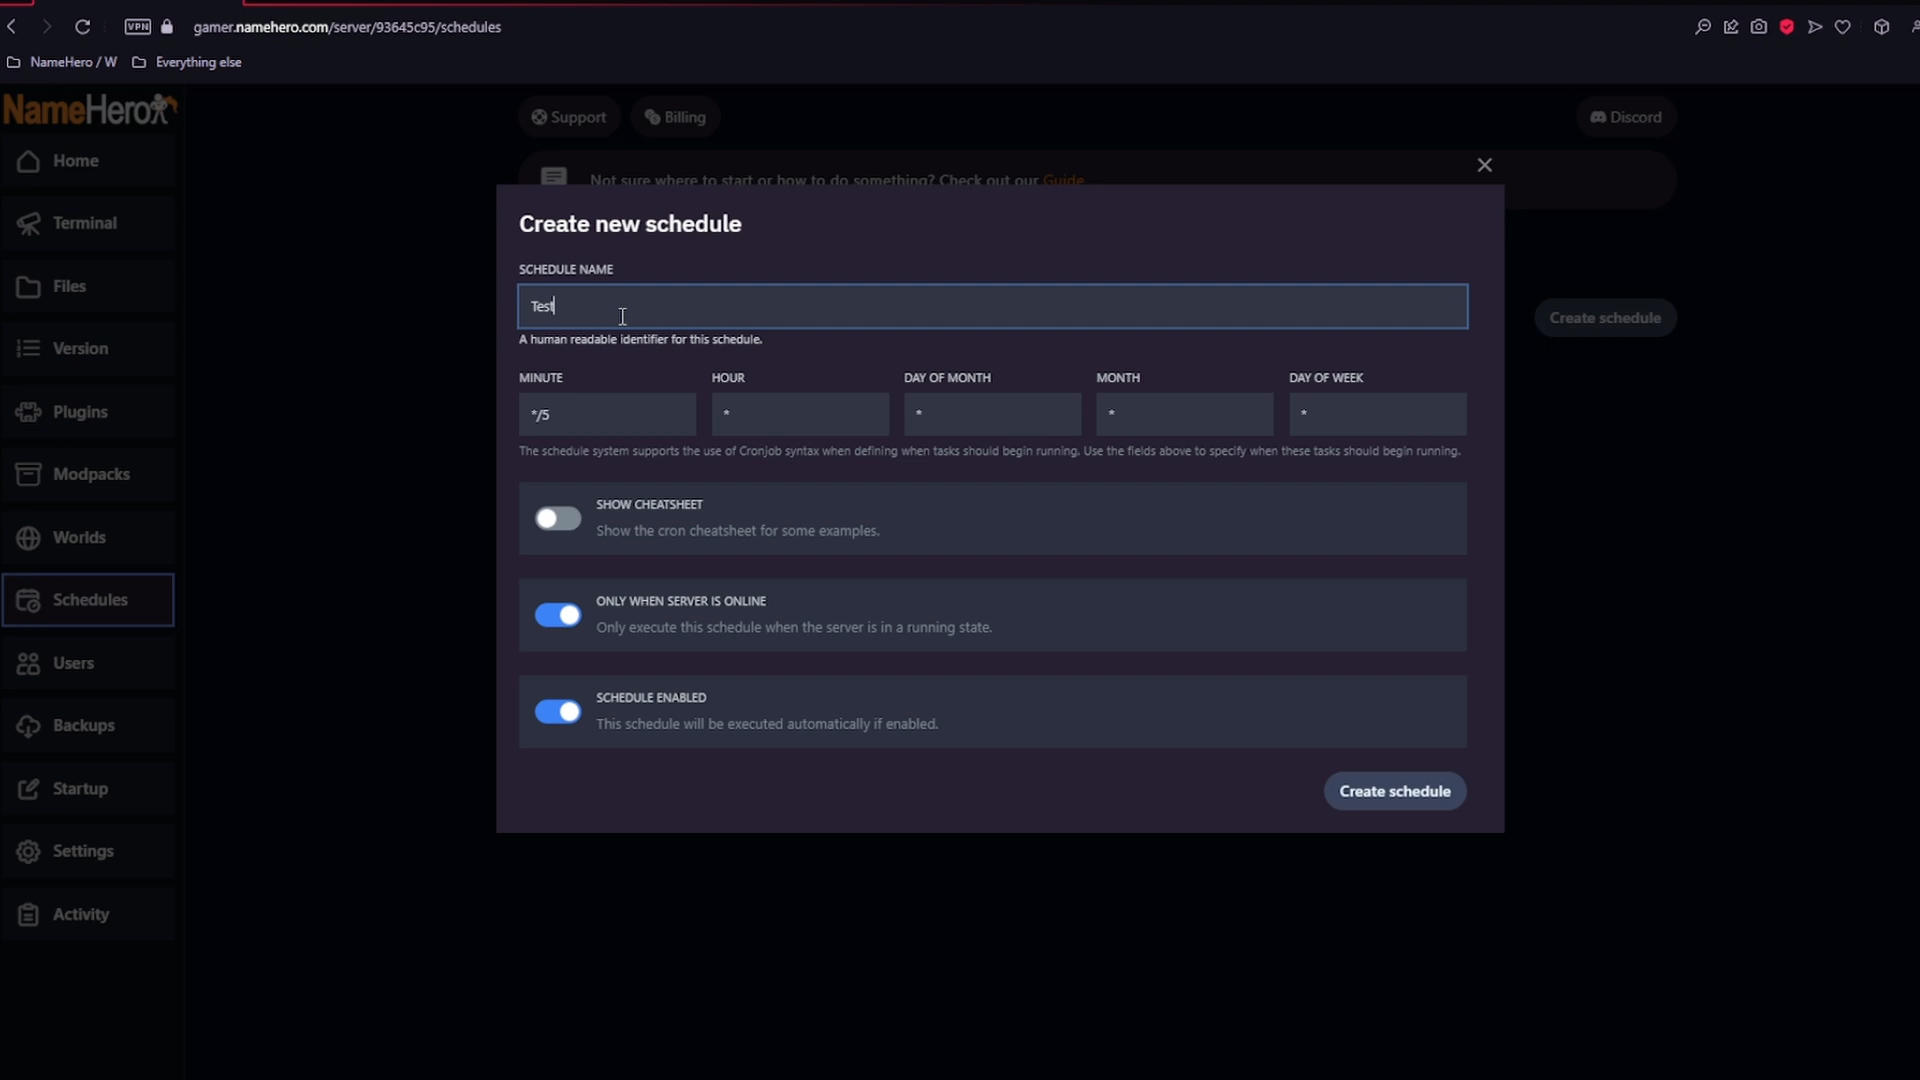 VPN gamer.namehero.com/server/93645c95/schedules
NameHero / W Everything else
NameHero
Support Billing Discord
Home
Not sure where to start or how to do something? Check out our Guide
Create new schedule
Terminal
SCHEDULE NAME
Files
Test
Create schedule
A human readable identifier for this schedule.
Version
MINUTE HOUR DAY OF MONTH MONTH DAY OF WEEK
Plugins
*/5 * * * *
The schedule system supports the use of Cronjob syntax when defining when tasks should begin running. Use the fields above to specify when these tasks should begin running.
Modpacks
SHOW CHEATSHEET
Show the cron cheatsheet for some examples.
Worlds
Schedules
ONLY WHEN SERVER IS ONLINE
Only execute this schedule when the server is in a running state.
Users
SCHEDULE ENABLED
This schedule will be executed automatically if enabled.
Backups
Startup
Create schedule
Settings
Activity